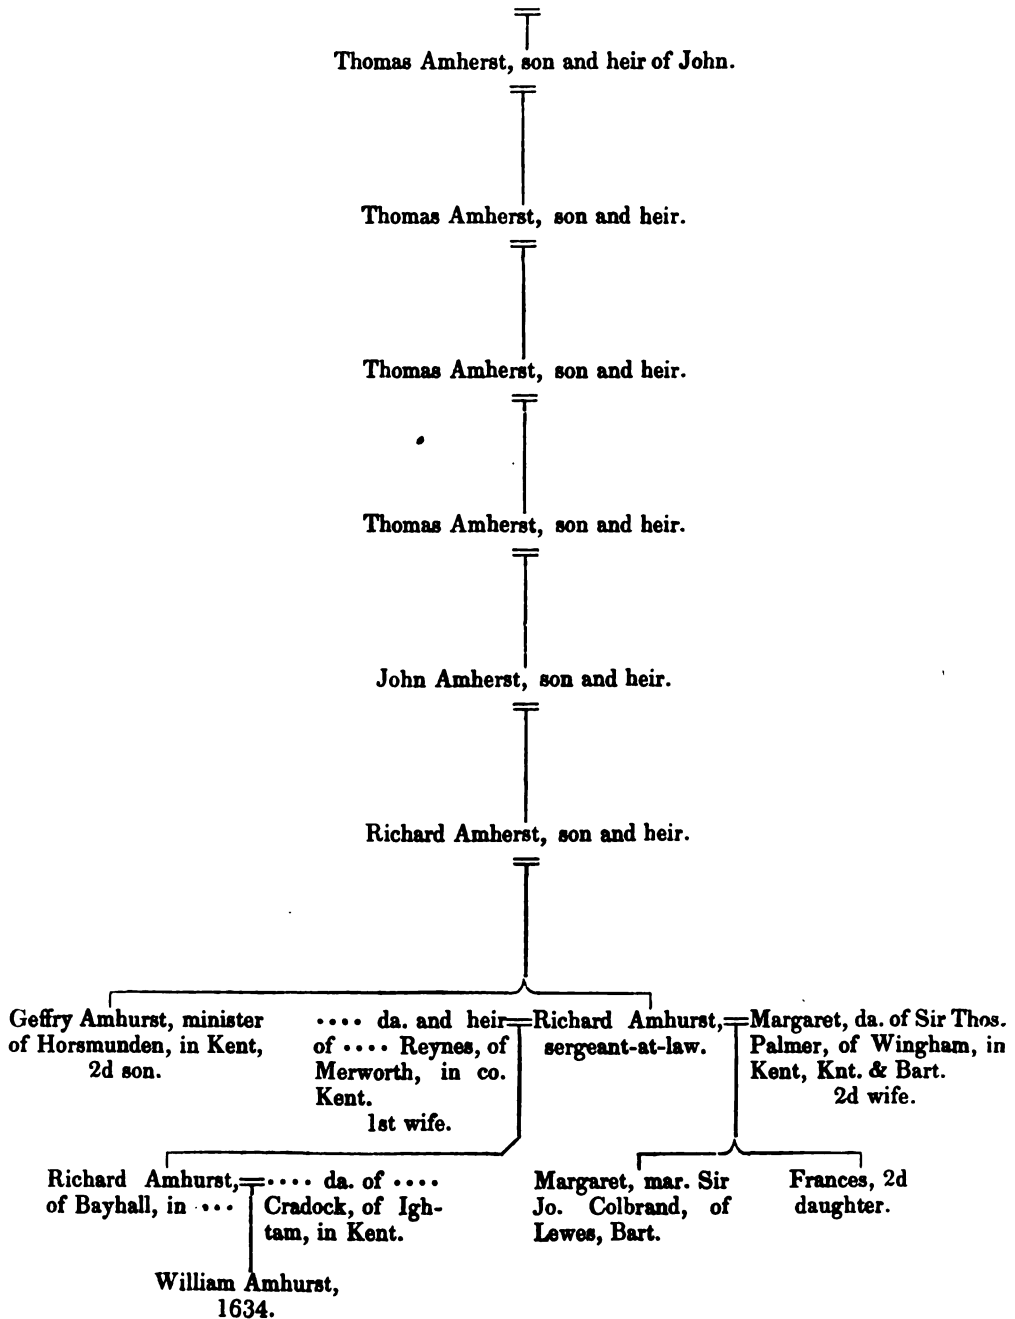 Thomas Amherst, son and heir of John.
Thomas Amherst, son and heir.
Thomas Amherst, son and heir.
Thomas Amherst, son and heir.
John Amherst, son and heir.
Richard Amherst, son and heir.
Geffry Amhurst, minister
of Horsmunden, in Kent,
2d son.
.... da. and heir
of .... Reynes, of
Merworth, in co.
Kent.
1st wife.
Richard Amhurst,
sergeant-at-law.
Margaret, da. of Sir Thos.
Palmer, of Wingham, in
Kent, Knt. & Bart.
2d wife.
Richard Amhurst,
of Bayhall, in ....
.... da. of ....
Cradock, of Igh-
tam, in Kent.
Margaret, mar. Sir
Jo. Colbrand, of
Lewes, Bart.
Frances, 2d
daughter.
William Amhurst,
1634.